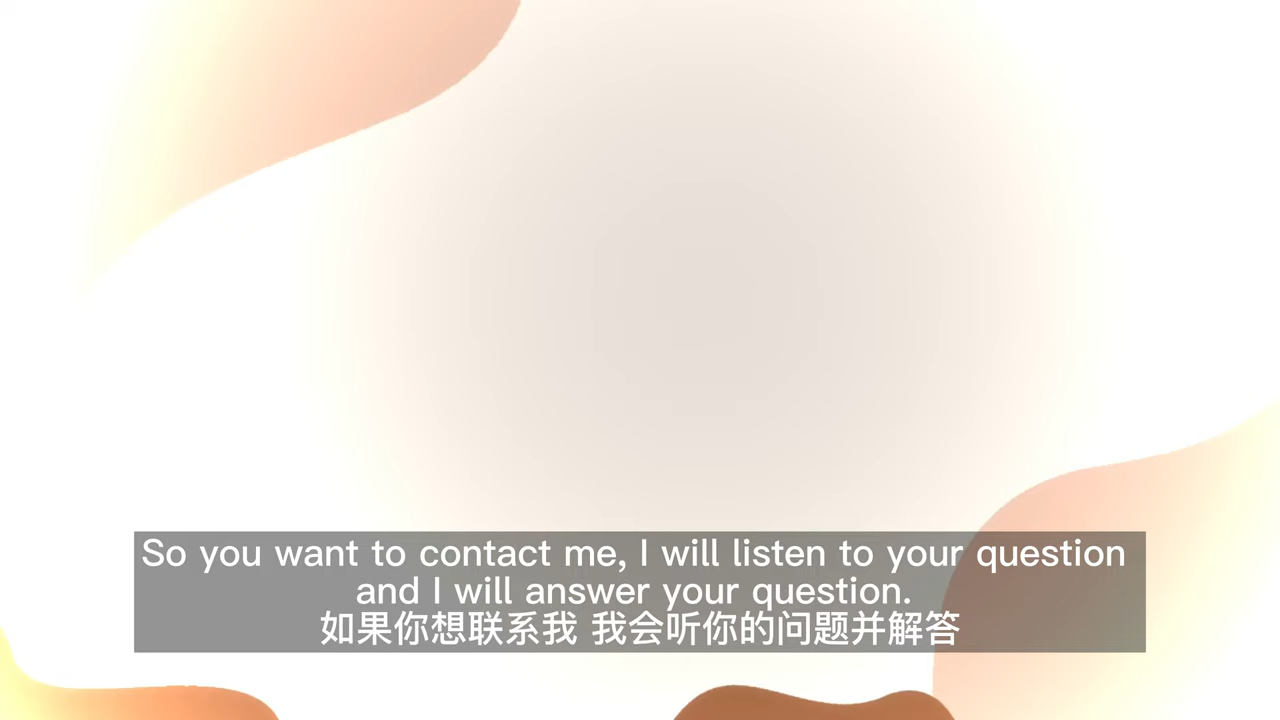 So you want to contact me, I will listen to your question
and I will answer your question.
如果你想联系我 我会听你的问题并解答